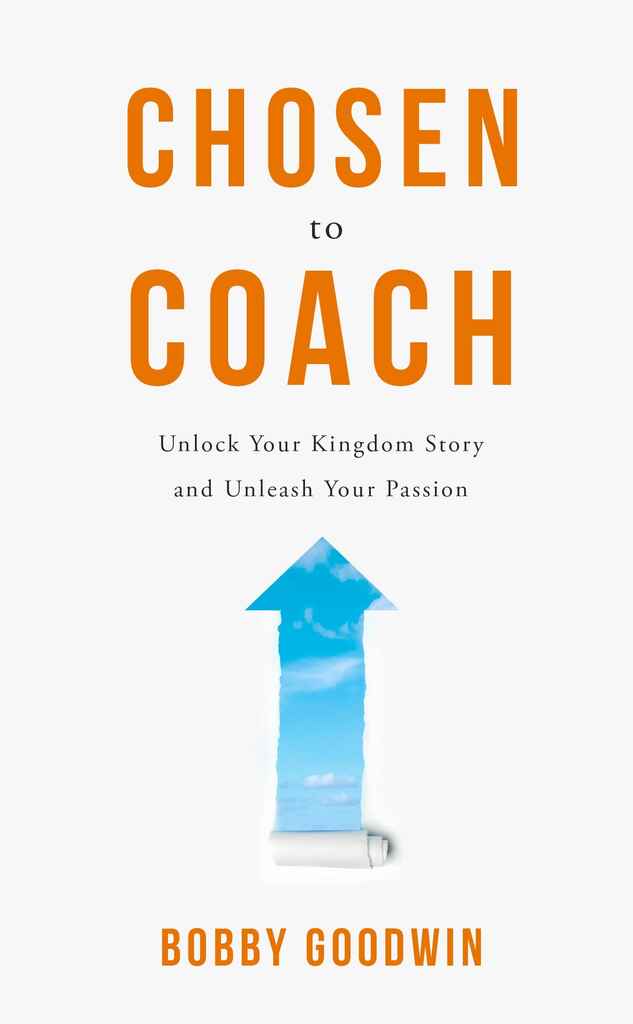 CHOSEN
to
COACH
Unlock Your Kingdom Story
and Unleash Your Passion
BOBBY GOODWIN